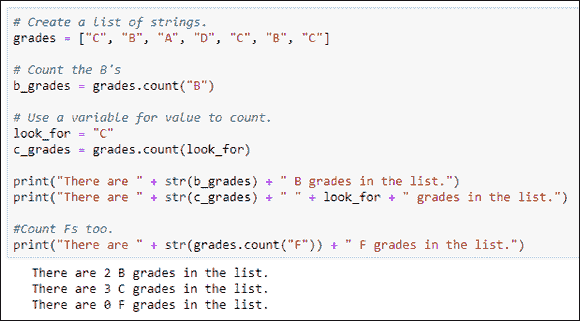 # Create a list of strings.
grades = ["C", "B", "A", "D", "C", "B", "C"]
# Count the B's
b_grades = grades.count("B")
# Use a variable for value to count.
look_for = "C"
c_grades = grades.count(look_for)
print("There are " + str(b_grades) + " B grades in the list.")
print("There are " + str(c_grades) + " " + look_for + " grades in the list.")
#Count Fs too.
print("There are " + str(grades.count("F")) + " F grades in the list.")
There are 2 B grades in the list.
There are 3 C grades in the list.
There are 0 F grades in the list.